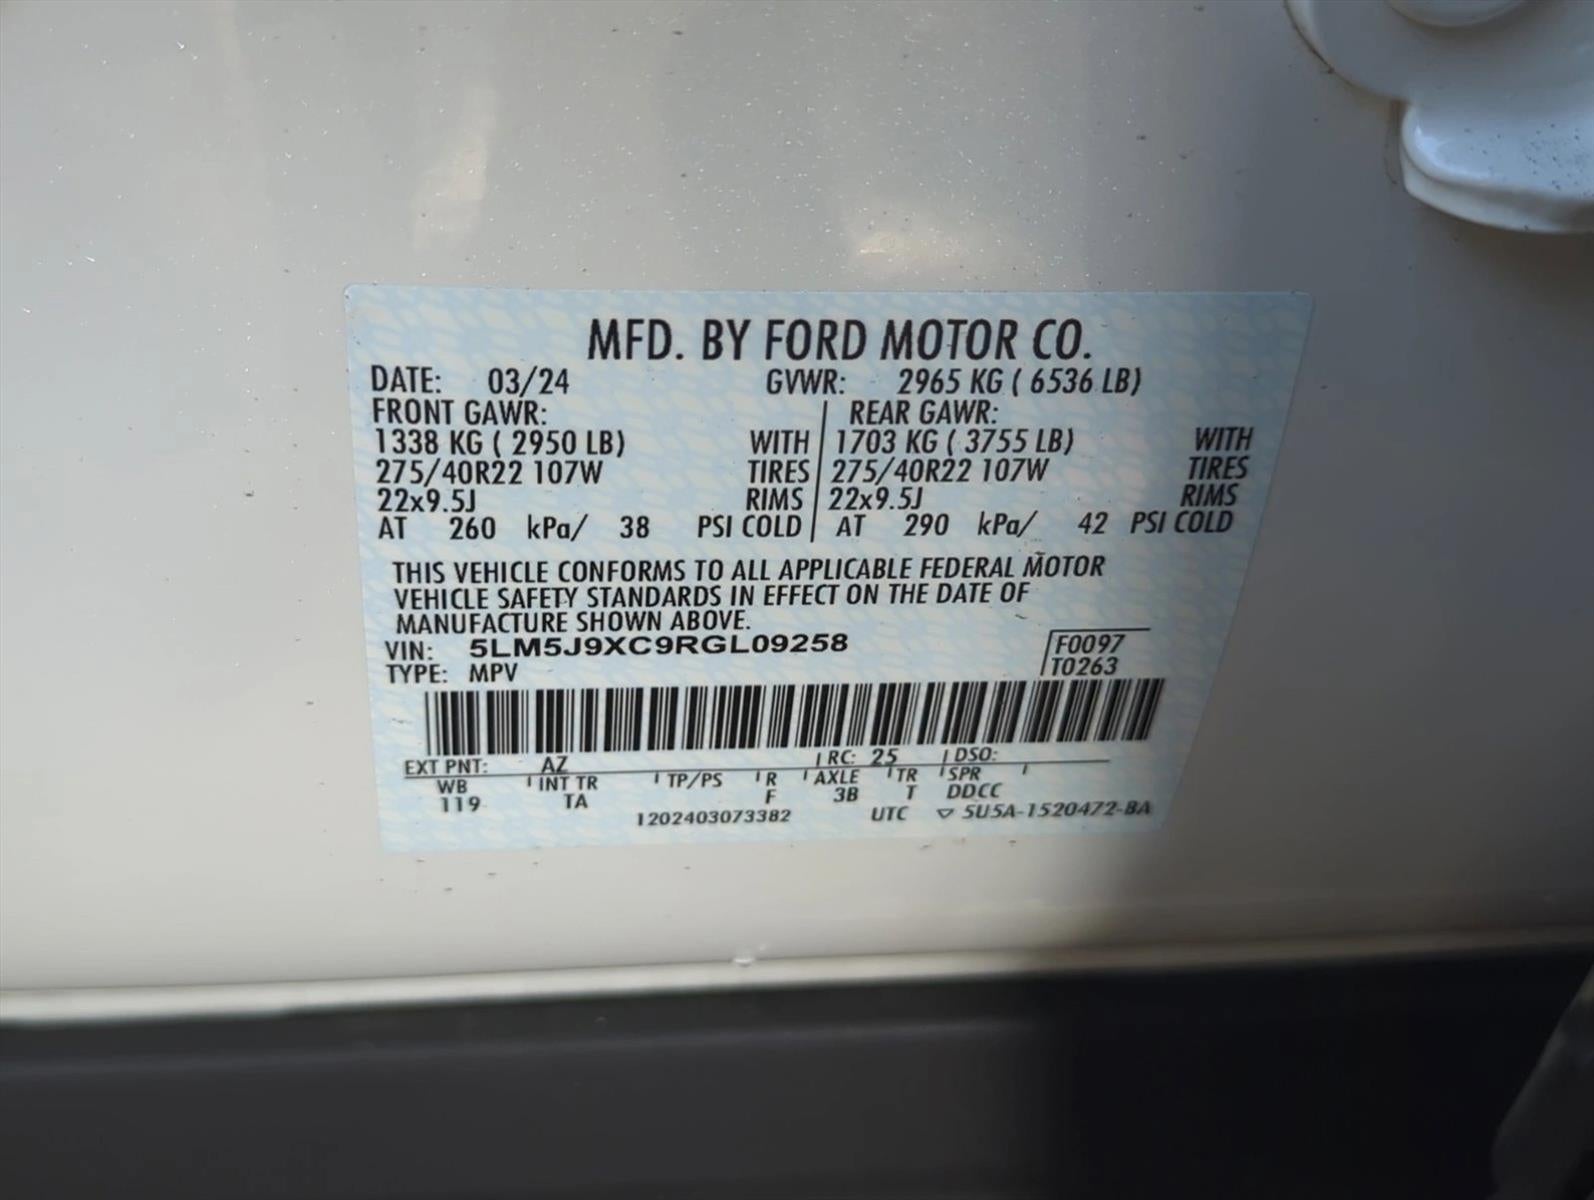 MFD. BY FORD MOTOR CO.
DATE: 03/24 GVWR: 2965 KG ( 6536 LB)
FRONT GAWR: REAR GAWR:
1338 KG ( 2950 LB) WITH 1703 KG ( 3755 LB) WITH
275/40R22 107W TIRES 275/40R22 107W TIRES
22x9.5J RIMS 22x9.5J RIMS
AT 260 kPa/ 38 PSI COLD AT 290 kPa/ 42 PSI COLD
THIS VEHICLE CONFORMS TO ALL APPLICABLE FEDERAL MOTOR
VEHICLE SAFETY STANDARDS IN EFFECT ON THE DATE OF
MANUFACTURE SHOWN ABOVE.
VIN: 5LM5J9XC9RGL09258 F0097
TYPE: MPV T0263
EXT PNT: AZ RC: 25 DSO:
WB INT TR TP/PS R AXLE TR SPR
119 TA F 3B T DDCC
1202403073382 UTC ▽ 5U5A-1520472-BA